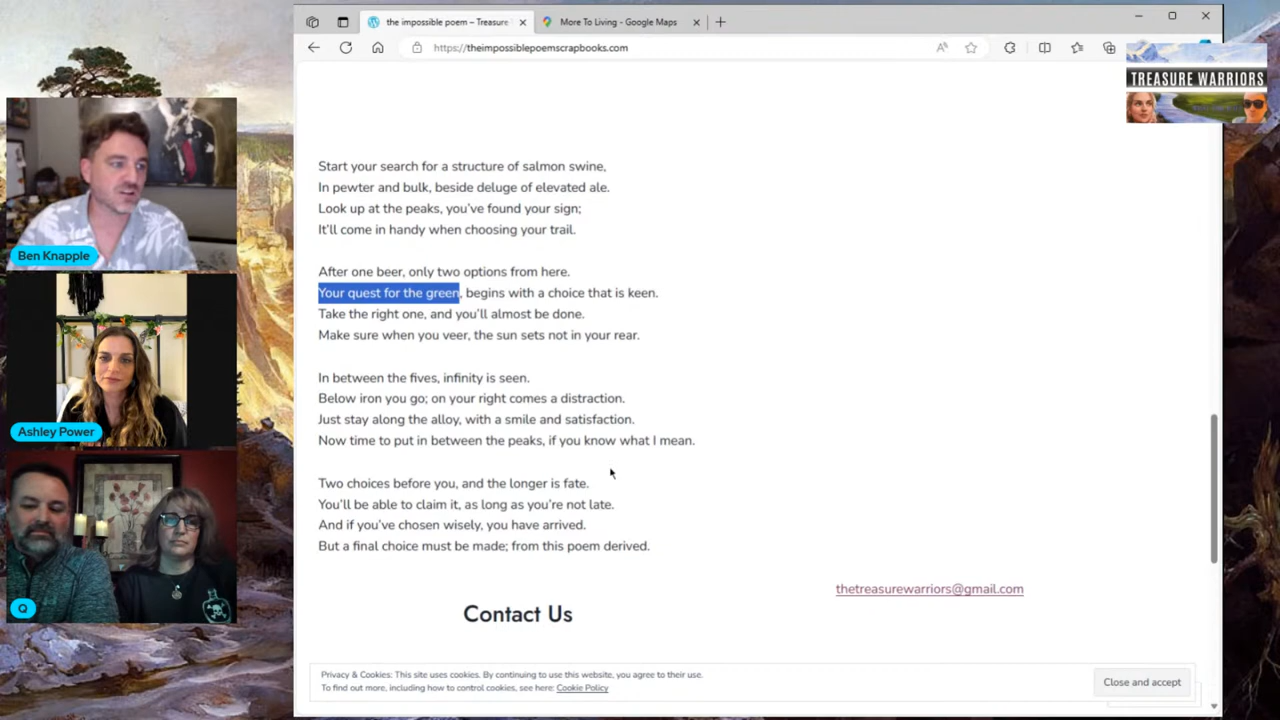 the impossible poem – Treasure
More To Living - Google Maps
https://theimpossiblepoemscrapbooks.com
TREASURE WARRIORS
Start your search for a structure of salmon swine,
In pewter and bulk, beside deluge of elevated ale.
Look up at the peaks, you've found your sign;
It'll come in handy when choosing your trail.
After one beer, only two options from here.
Your quest for the green, begins with a choice that is keen.
Take the right one, and you'll almost be done.
Make sure when you veer, the sun sets not in your rear.
In between the fives, infinity is seen.
Below iron you go; on your right comes a distraction.
Just stay along the alloy, with a smile and satisfaction.
Now time to put in between the peaks, if you know what I mean.
Two choices before you, and the longer is fate.
You'll be able to claim it, as long as you're not late.
And if you've chosen wisely, you have arrived.
But a final choice must be made; from this poem derived.
thetreasurewarriors@gmail.com
Contact Us
Privacy & Cookies: This site uses cookies. By continuing to use this website, you agree to their use.
To find out more, including how to control cookies, see here: Cookie Policy
Close and accept
Ben Knapple
Ashley Power
Q